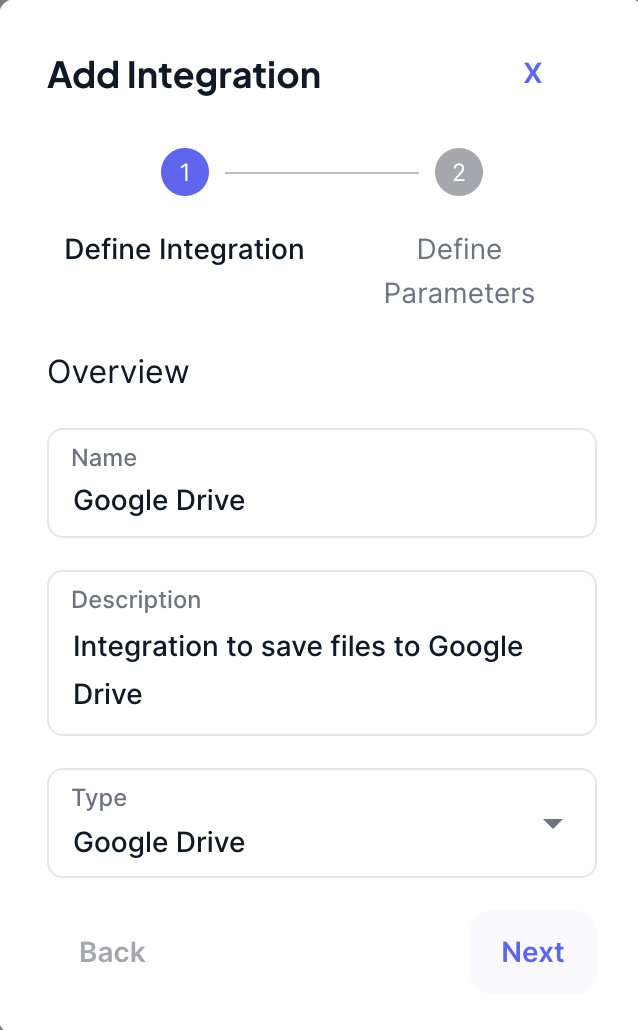 Add Integration
X
1
2
Define Integration
Define
Parameters
Overview
Name
Google Drive
Description
Integration to save files to Google
Drive
Type
Google Drive
Back
Next